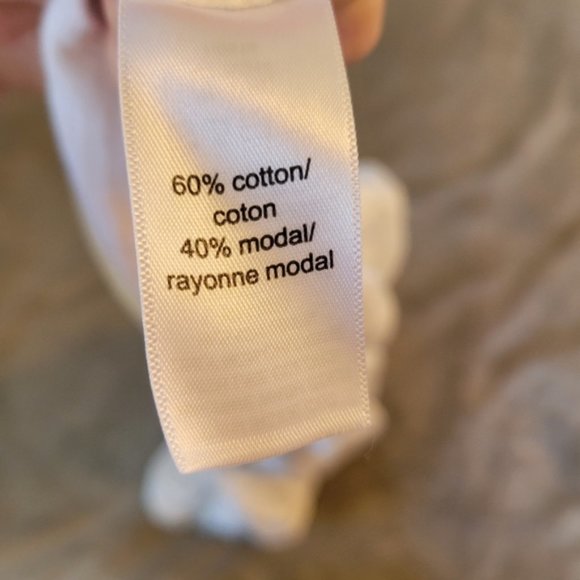 60% cotton/
coton
40% modal/
rayonne modal